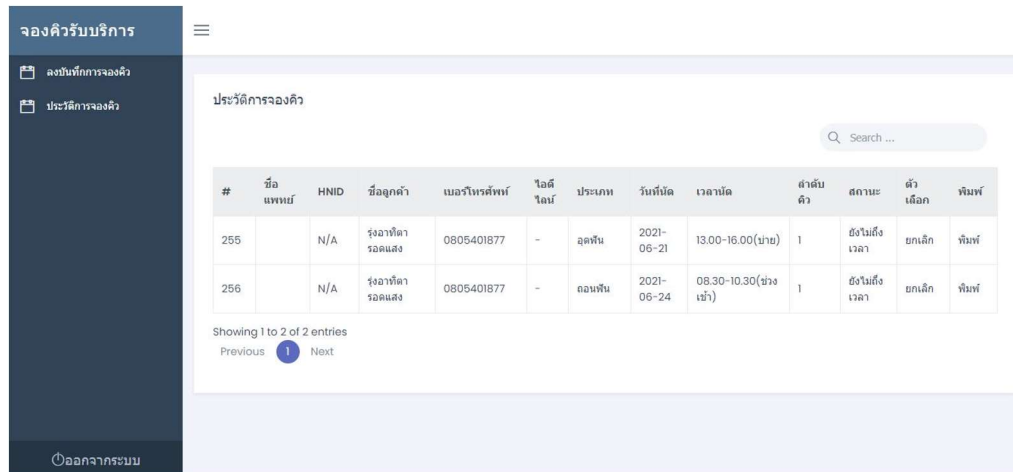 จองคิวรับบริการ
ลงบันทึกการจองคิว
ประวัติการจองคิว
ประวัติการจองคิว
Search ...
# ชื่อแพทย์ HNID ชื่อลูกค้า เบอร์โทรศัพท์ ไอดีไลน์ ประเภท วันที่นัด เวลานัด ลำดับคิว สถานะ ตัวเลือก พิมพ์
255 N/A รุ่งอาทิตา รอดแสง 0805401877 - อุดฟัน 2021-06-21 13.00-16.00(บ่าย) 1 ยังไม่ถึงเวลา ยกเลิก พิมพ์
256 N/A รุ่งอาทิตา รอดแสง 0805401877 - ถอนฟัน 2021-06-24 08.30-10.30(ช่วงเช้า) 1 ยังไม่ถึงเวลา ยกเลิก พิมพ์
Showing 1 to 2 of 2 entries
Previous 1 Next
ออกจากระบบ